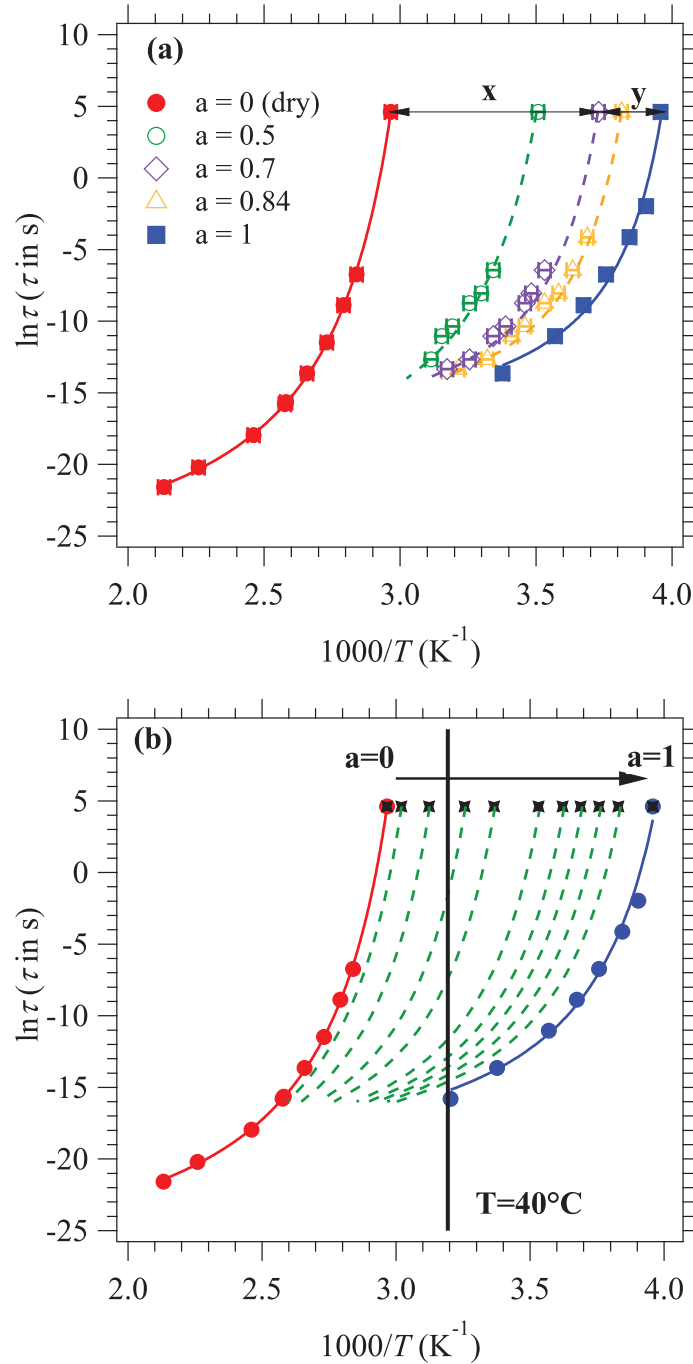 (a)
x
y
a = 0 (dry)
a = 0.5
a = 0.7
a = 0.84
a = 1
10
5
0
-5
-10
-15
-20
-25
lnτ (τ in s)
2.0 2.5 3.0 3.5 4.0
1000/T (K⁻¹)
(b)
a=0 a=1
10
5
0
-5
-10
-15
-20
-25
lnτ (τ in s)
T=40°C
2.0 2.5 3.0 3.5 4.0
1000/T (K⁻¹)